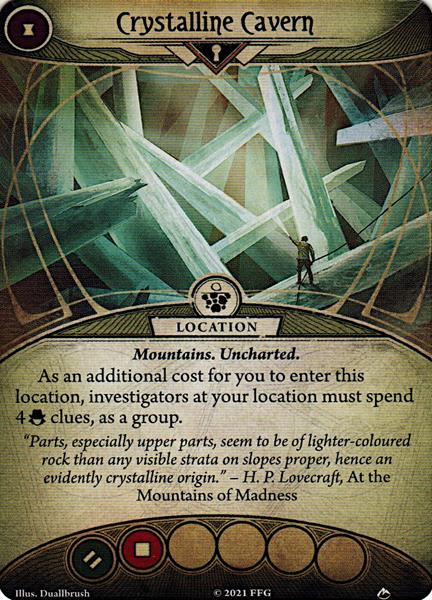 Crystalline Cavern
LOCATION
Mountains. Uncharted.
As an additional cost for you to enter this
location, investigators at your location must spend
4 clues, as a group.
“Parts, especially upper parts, seem to be of lighter-coloured
rock than any visible strata on slopes proper, hence an
evidently crystalline origin.” – H. P. Lovecraft, At the
Mountains of Madness
Illus. Duallbrush
© 2021 FFG